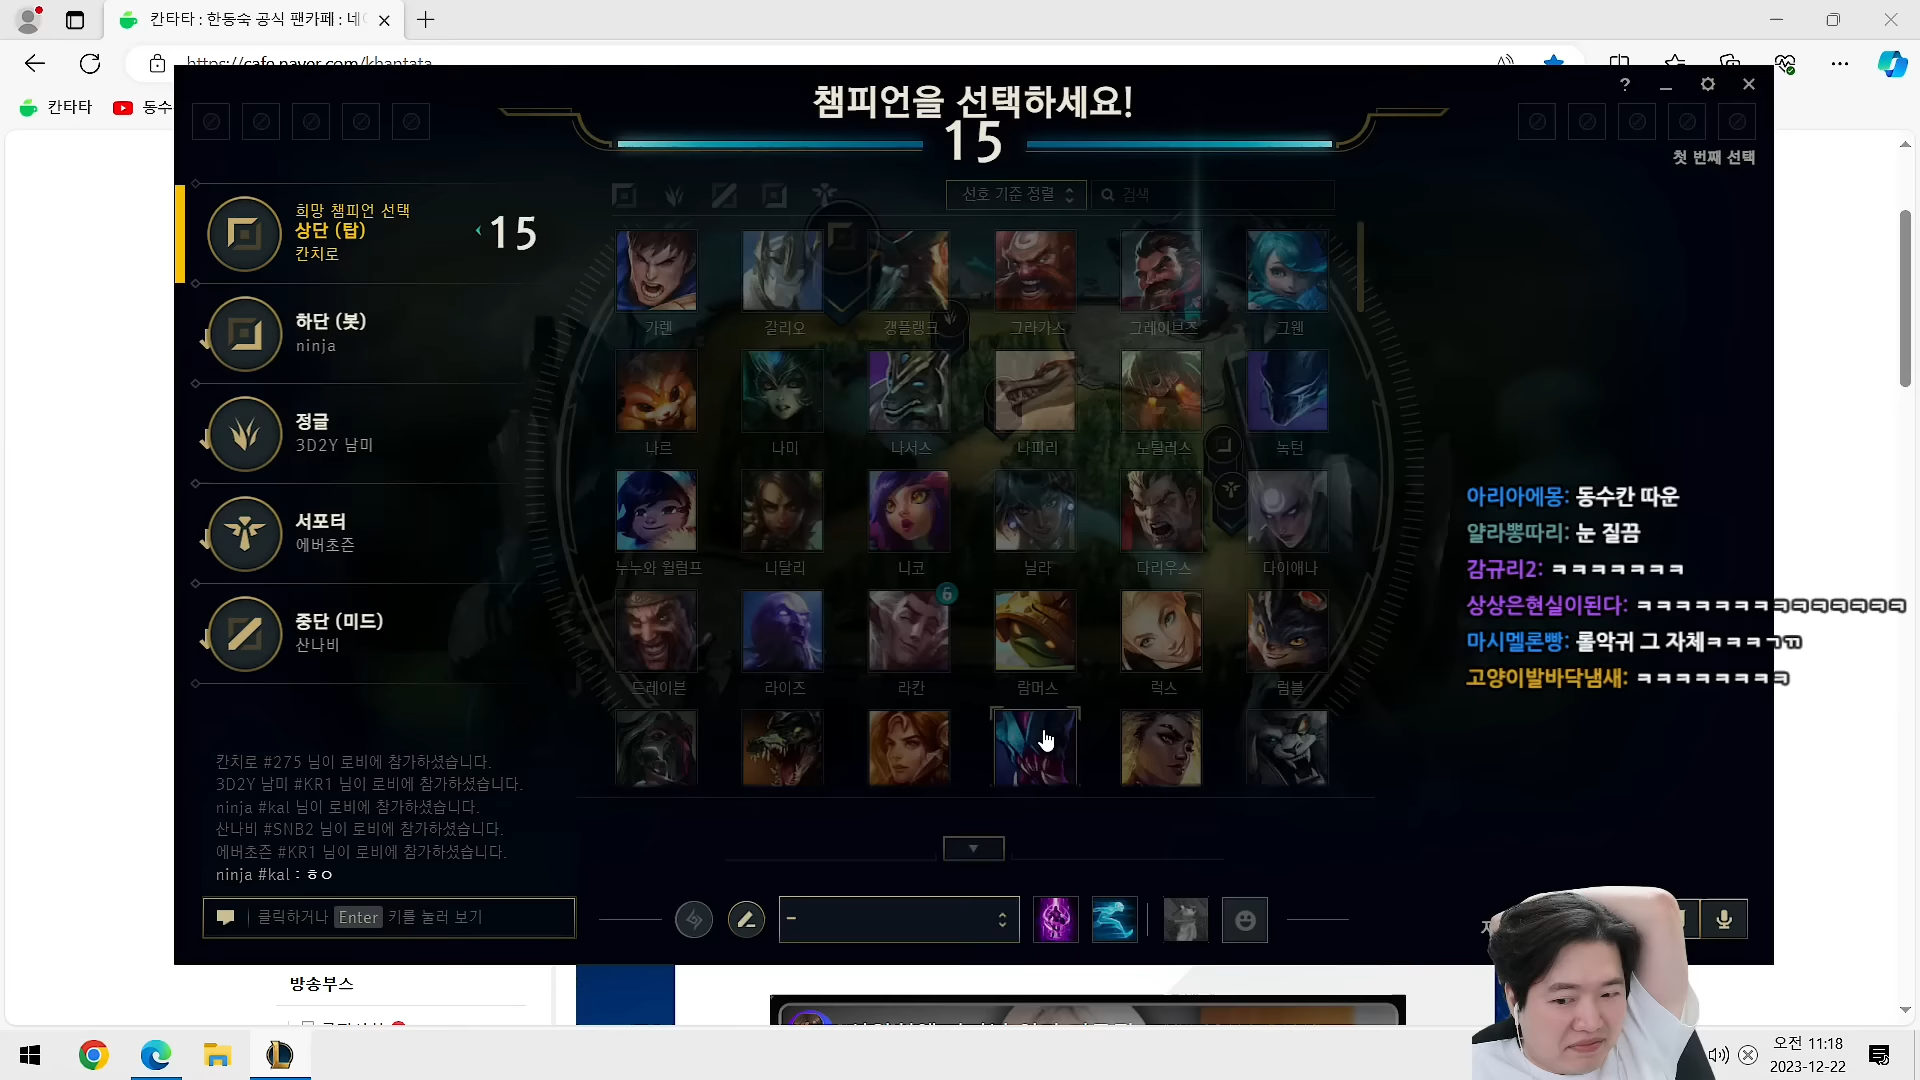 칸타타 : 한동숙 공식 팬카페 : 네
https://cafe.naver.com/khantata
칸타타
동수
챔피언을 선택하세요!
15
첫 번째 선택
선호 기준 정렬
검색
희망 챔피언 선택
상단 (탑)
칸치로
15
하단 (봇)
ninja
정글
3D2Y 남미
서포터
에버초즌
중단 (미드)
산나비
가렌
갈리오
갱플랭크
그라가스
그레이브즈
그웬
나르
나미
나서스
나피리
노틸러스
녹턴
누누와 윌럼프
니달리
니코
닐라
다리우스
다이애나
6
드레이븐
라이즈
라칸
람머스
럭스
럼블
아리아에몽: 동수칸 따운
얄라뽕따리: 눈 질끔
감규리2: ㅋㅋㅋㅋㅋㅋㅋ
상상은현실이된다: ㅋㅋㅋㅋㅋㅋㅋㅋㅋㅋㅋㅋㅋㅋ
마시멜론빵: 롤악귀 그 자체ㅋㅋㅋㄱㄲ
고양이발바닥냄새: ㅋㅋㅋㅋㅋㅋㅋㅋ
칸치로 #275 님이 로비에 참가하셨습니다.
3D2Y 남미 #KR1 님이 로비에 참가하셨습니다.
ninja #kal 님이 로비에 참가하셨습니다.
산나비 #SNB2 님이 로비에 참가하셨습니다.
에버초즌 #KR1 님이 로비에 참가하셨습니다.
ninja #kal : ㅎㅇ
클릭하거나 Enter 키를 눌러 보기
방송부스
오전 11:18
2023-12-22